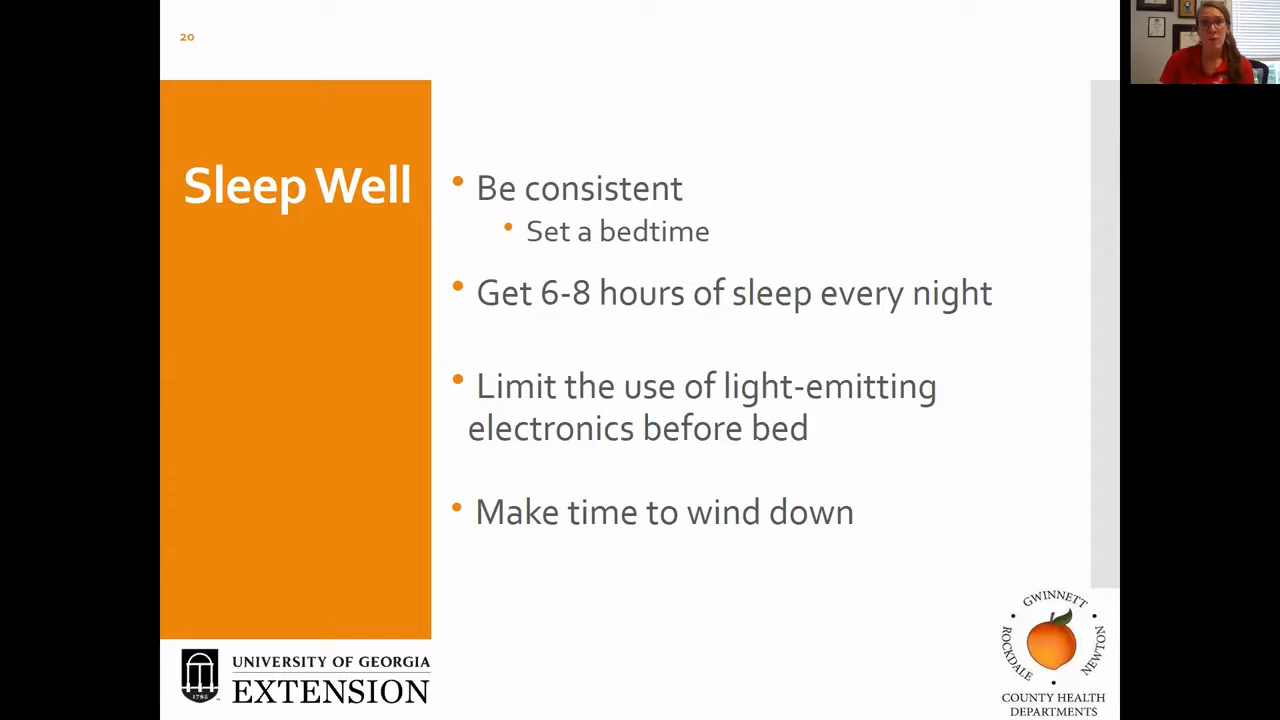 20
Sleep Well
• Be consistent
• Set a bedtime
• Get 6-8 hours of sleep every night
• Limit the use of light-emitting
electronics before bed
• Make time to wind down
1785
UNIVERSITY OF GEORGIA
EXTENSION
GWINNETT
ROCKDALE
NEWTON
COUNTY HEALTH
DEPARTMENTS